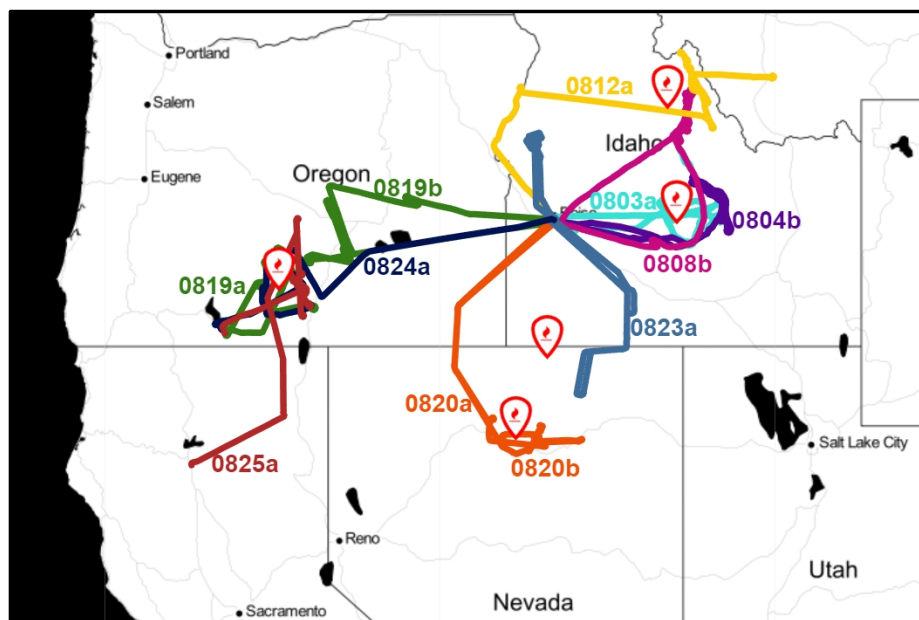 Portland
0812a
Salem
Idaho
Eugene
Oregon
0819b
0803a
Boise
0804b
0824a
0808b
0819a
0823a
0820a
0825a
0820b
Salt Lake City
Reno
Utah
Nevada
Sacramento